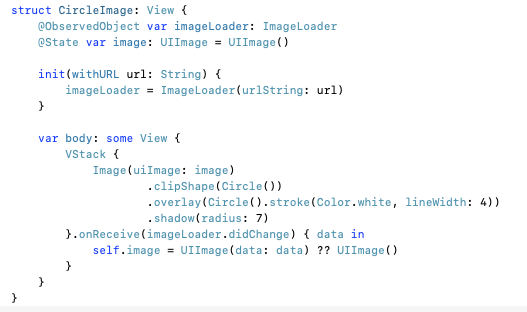 struct CircleImage: View {
    @ObservedObject var imageLoader: ImageLoader
    @State var image: UIImage = UIImage()

    init(withURL url: String) {
        imageLoader = ImageLoader(urlString: url)
    }

    var body: some View {
        VStack {
            Image(uiImage: image)
                    .clipShape(Circle())
                    .overlay(Circle().stroke(Color.white, lineWidth: 4))
                    .shadow(radius: 7)
        }.onReceive(imageLoader.didChange) { data in
            self.image = UIImage(data: data) ?? UIImage()
        }
    }
}